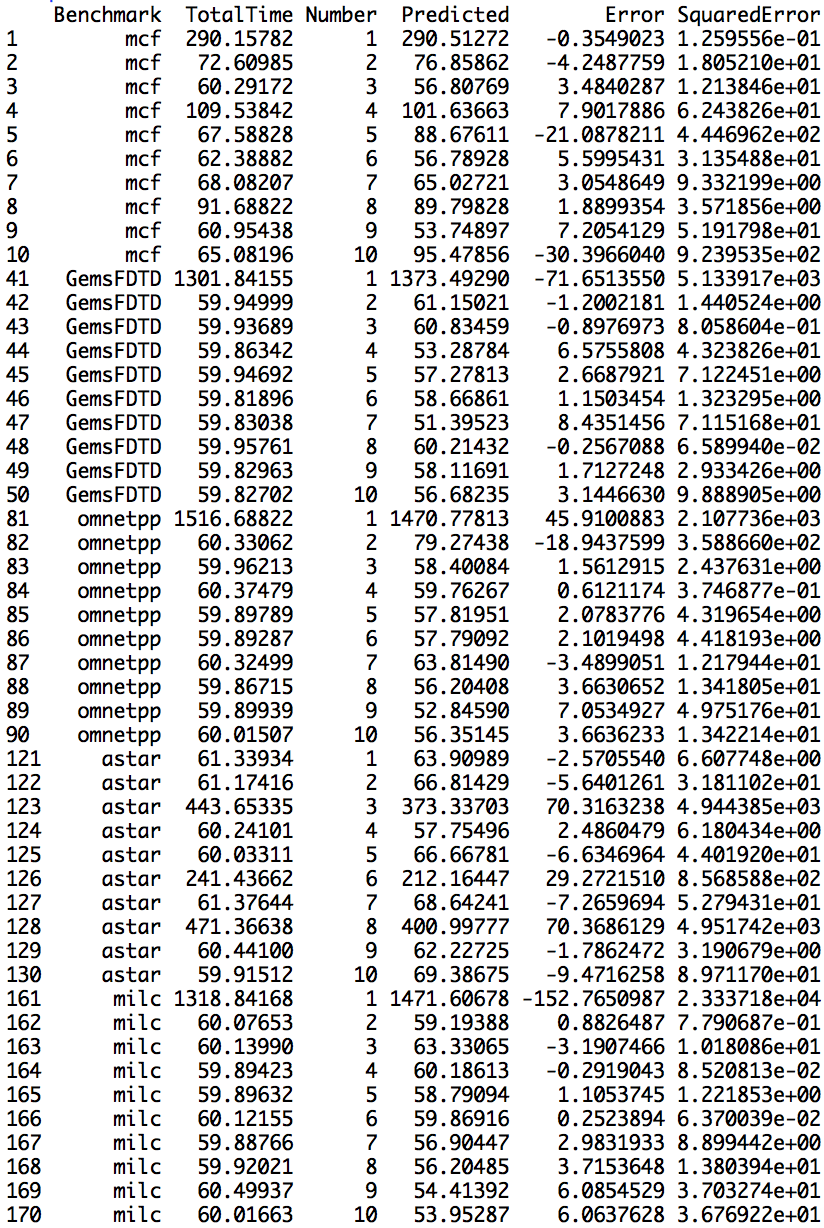 Benchmark TotalTime Number Predicted Error SquaredError
1 mcf 290.15782 1 290.51272 -0.3549023 1.259556e-01
2 mcf 72.60985 2 76.85862 -4.2487759 1.805210e+01
3 mcf 60.29172 3 56.80769 3.4840287 1.213846e+01
4 mcf 109.53842 4 101.63663 7.9017886 6.243826e+01
5 mcf 67.58828 5 88.67611 -21.0878211 4.446962e+02
6 mcf 62.38882 6 56.78928 5.5995431 3.135488e+01
7 mcf 68.08207 7 65.02721 3.0548649 9.332199e+00
8 mcf 91.68822 8 89.79828 1.8899354 3.571856e+00
9 mcf 60.95438 9 53.74897 7.2054129 5.191798e+01
10 mcf 65.08196 10 95.47856 -30.3966040 9.239535e+02
41 GemsFDTD 1301.84155 1 1373.49290 -71.6513550 5.133917e+03
42 GemsFDTD 59.94999 2 61.15021 -1.2002181 1.440524e+00
43 GemsFDTD 59.93689 3 60.83459 -0.8976973 8.058604e-01
44 GemsFDTD 59.86342 4 53.28784 6.5755808 4.323826e+01
45 GemsFDTD 59.94692 5 57.27813 2.6687921 7.122451e+00
46 GemsFDTD 59.81896 6 58.66861 1.1503454 1.323295e+00
47 GemsFDTD 59.83038 7 51.39523 8.4351456 7.115168e+01
48 GemsFDTD 59.95761 8 60.21432 -0.2567088 6.589940e-02
49 GemsFDTD 59.82963 9 58.11691 1.7127248 2.933426e+00
50 GemsFDTD 59.82702 10 56.68235 3.1446630 9.888905e+00
81 omnetpp 1516.68822 1 1470.77813 45.9100883 2.107736e+03
82 omnetpp 60.33062 2 79.27438 -18.9437599 3.588660e+02
83 omnetpp 59.96213 3 58.40084 1.5612915 2.437631e+00
84 omnetpp 60.37479 4 59.76267 0.6121174 3.746877e-01
85 omnetpp 59.89789 5 57.81951 2.0783776 4.319654e+00
86 omnetpp 59.89287 6 57.79092 2.1019498 4.418193e+00
87 omnetpp 60.32499 7 63.81490 -3.4899051 1.217944e+01
88 omnetpp 59.86715 8 56.20408 3.6630652 1.341805e+01
89 omnetpp 59.89939 9 52.84590 7.0534927 4.975176e+01
90 omnetpp 60.01507 10 56.35145 3.6636233 1.342214e+01
121 astar 61.33934 1 63.90989 -2.5705540 6.607748e+00
122 astar 61.17416 2 66.81429 -5.6401261 3.181102e+01
123 astar 443.65335 3 373.33703 70.3163238 4.944385e+03
124 astar 60.24101 4 57.75496 2.4860479 6.180434e+00
125 astar 60.03311 5 66.66781 -6.6346964 4.401920e+01
126 astar 241.43662 6 212.16447 29.2721510 8.568588e+02
127 astar 61.37644 7 68.64241 -7.2659694 5.279431e+01
128 astar 471.36638 8 400.99777 70.3686129 4.951742e+03
129 astar 60.44100 9 62.22725 -1.7862472 3.190679e+00
130 astar 59.91512 10 69.38675 -9.4716258 8.971170e+01
161 milc 1318.84168 1 1471.60678 -152.7650987 2.333718e+04
162 milc 60.07653 2 59.19388 0.8826487 7.790687e-01
163 milc 60.13990 3 63.33065 -3.1907466 1.018086e+01
164 milc 59.89423 4 60.18613 -0.2919043 8.520813e-02
165 milc 59.89632 5 58.79094 1.1053745 1.221853e+00
166 milc 60.12155 6 59.86916 0.2523894 6.370039e-02
167 milc 59.88766 7 56.90447 2.9831933 8.899442e+00
168 milc 59.92021 8 56.20485 3.7153648 1.380394e+01
169 milc 60.49937 9 54.41392 6.0854529 3.703274e+01
170 milc 60.01663 10 53.95287 6.0637628 3.676922e+01